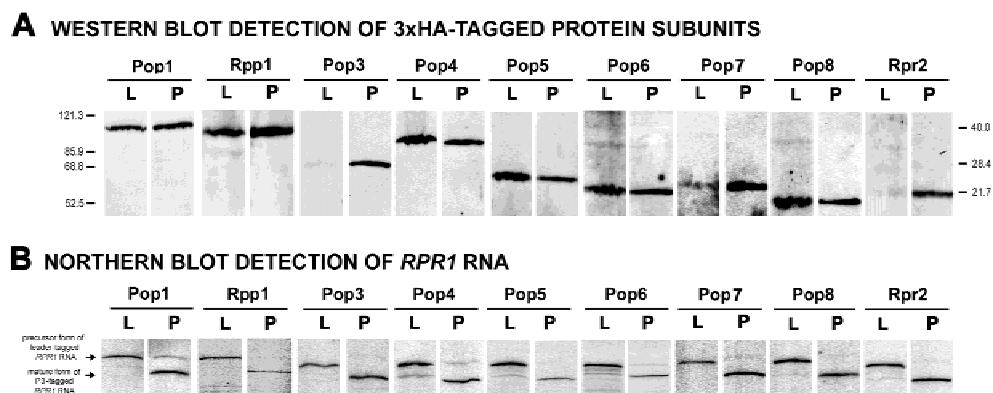 A WESTERN BLOT DETECTION OF 3xHA-TAGGED PROTEIN SUBUNITS
Pop1 Rpp1 Pop3 Pop4 Pop5 Pop6 Pop7 Pop8 Rpr2
L P L P L P L P L P L P L P L P L P
121.3
85.9
68.8
52.5
40.0
28.4
21.7
B NORTHERN BLOT DETECTION OF RPR1 RNA
Pop1 Rpp1 Pop3 Pop4 Pop5 Pop6 Pop7 Pop8 Rpr2
L P L P L P L P L P L P L P L P L P
precursor form of
leader-tagged
RPR1 RNA
mature form of
P3-tagged
RPR1 RNA